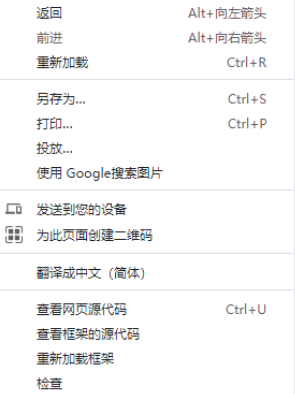 返回 Alt+向左箭头
前进 Alt+向右箭头
重新加载 Ctrl+R
另存为... Ctrl+S
打印... Ctrl+P
投放...
使用 Google搜索图片
发送到您的设备
为此页面创建二维码
翻译成中文（简体）
查看网页源代码 Ctrl+U
查看框架的源代码
重新加载框架
检查